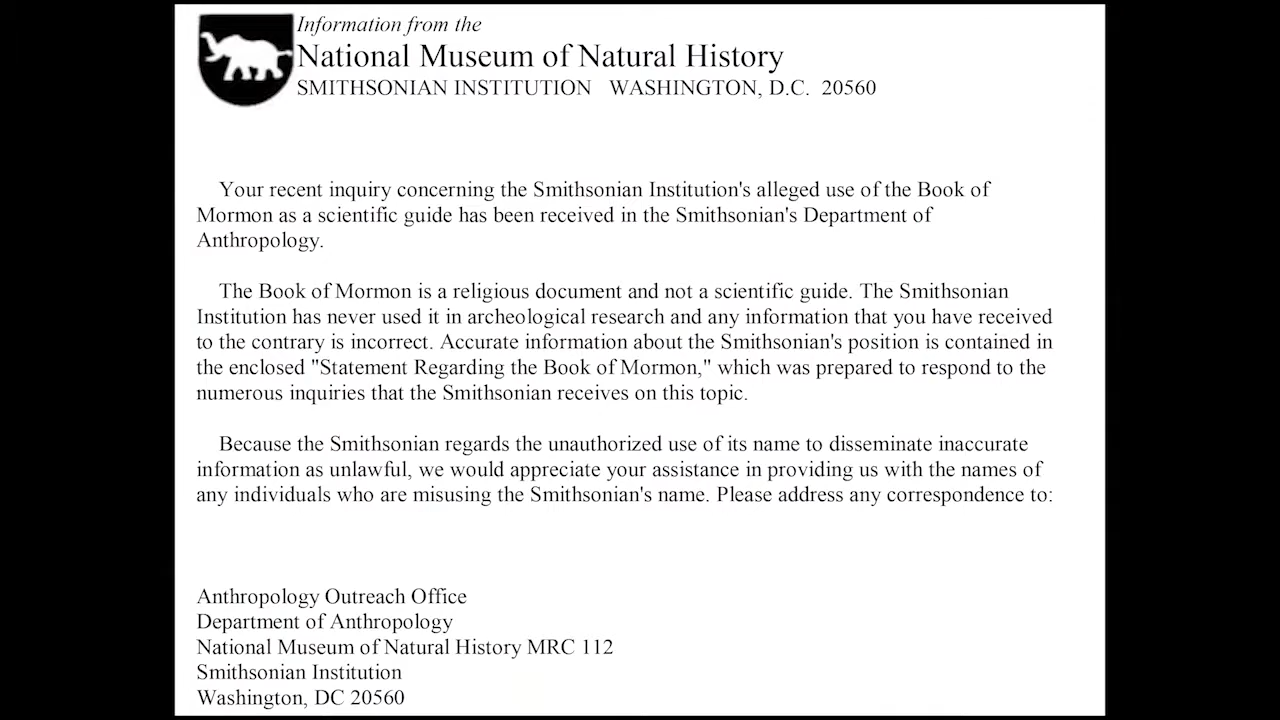 Information from the
National Museum of Natural History
SMITHSONIAN INSTITUTION WASHINGTON, D.C. 20560
Your recent inquiry concerning the Smithsonian Institution's alleged use of the Book of
Mormon as a scientific guide has been received in the Smithsonian's Department of
Anthropology.
The Book of Mormon is a religious document and not a scientific guide. The Smithsonian
Institution has never used it in archeological research and any information that you have received
to the contrary is incorrect. Accurate information about the Smithsonian's position is contained in
the enclosed "Statement Regarding the Book of Mormon," which was prepared to respond to the
numerous inquiries that the Smithsonian receives on this topic.
Because the Smithsonian regards the unauthorized use of its name to disseminate inaccurate
information as unlawful, we would appreciate your assistance in providing us with the names of
any individuals who are misusing the Smithsonian's name. Please address any correspondence to:
Anthropology Outreach Office
Department of Anthropology
National Museum of Natural History MRC 112
Smithsonian Institution
Washington, DC 20560